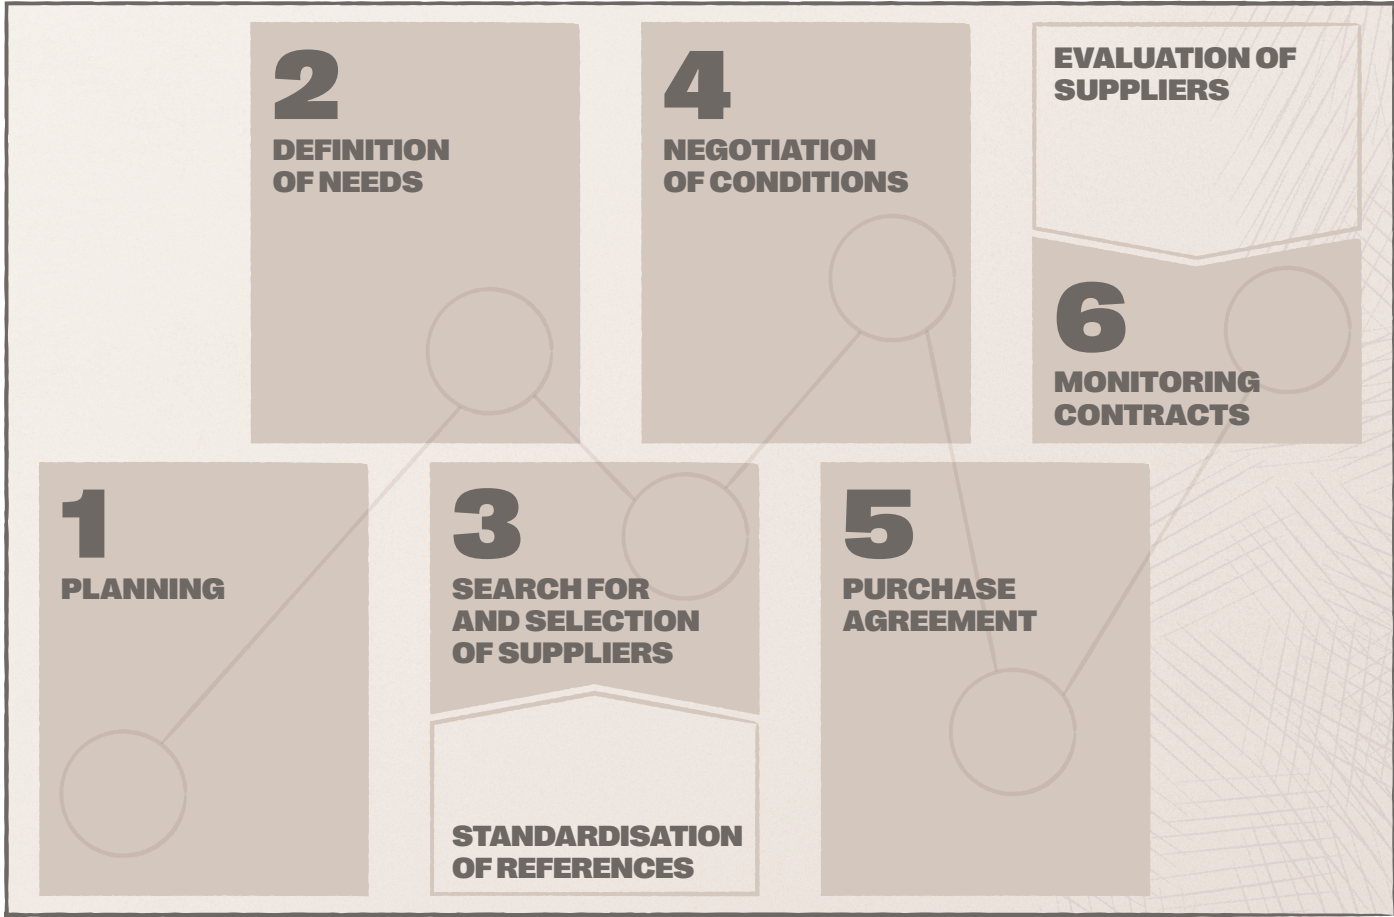 1
PLANNING
2
DEFINITION
OF NEEDS
3
SEARCH FOR
AND SELECTION
OF SUPPLIERS
STANDARDISATION
OF REFERENCES
4
NEGOTIATION
OF CONDITIONS
5
PURCHASE
AGREEMENT
EVALUATION OF
SUPPLIERS
6
MONITORING
CONTRACTS